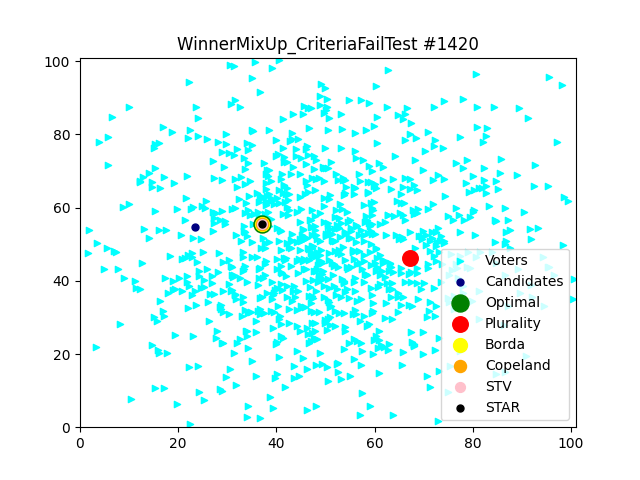 WinnerMixUp_CriteriaFailTest #1420
100
80
60
40
20
0
0 20 40 60 80 100
Voters
Candidates
Optimal
Plurality
Borda
Copeland
STV
STAR